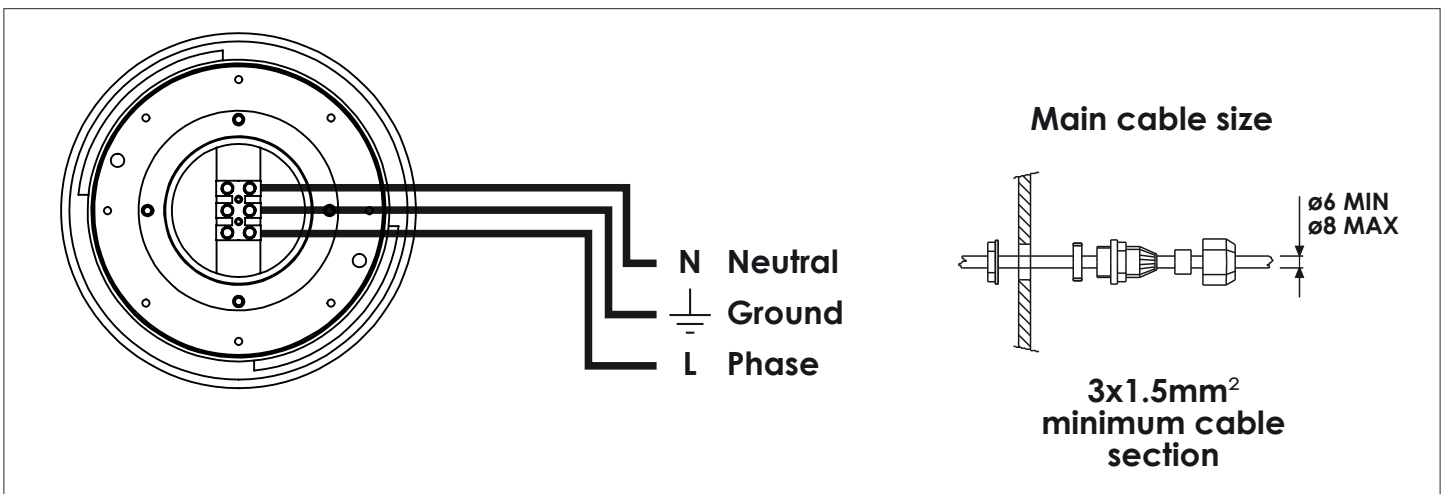 N Neutral
Ground
L Phase
Main cable size
ø6 MIN
ø8 MAX
3x1.5mm²
minimum cable
section